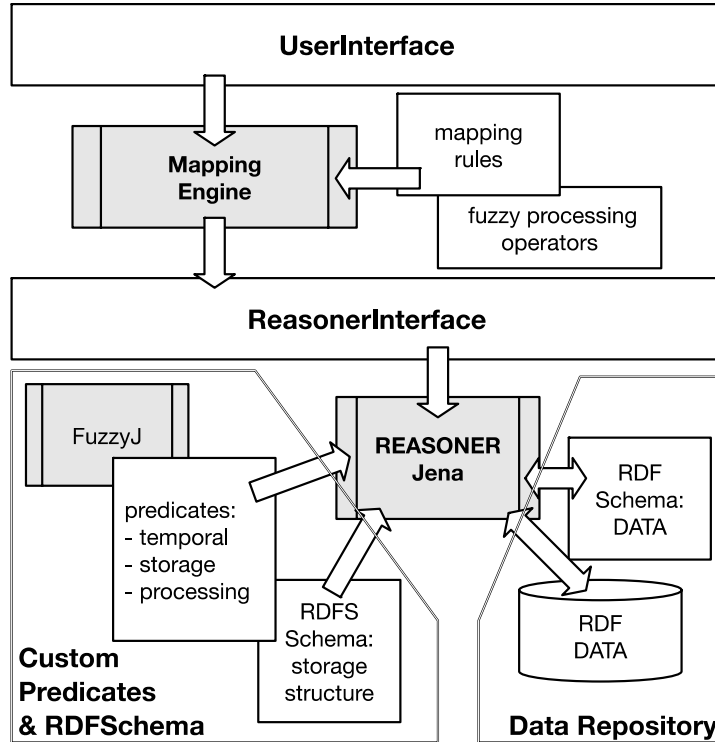 UserInterface
Mapping
Engine
mapping
rules
fuzzy processing
operators
ReasonerInterface
FuzzyJ
REASONER
Jena
predicates:
- temporal
- storage
- processing
RDF
Schema:
DATA
RDFS
Schema:
storage
structure
RDF
DATA
Custom
Predicates
& RDFSchema
Data Repository